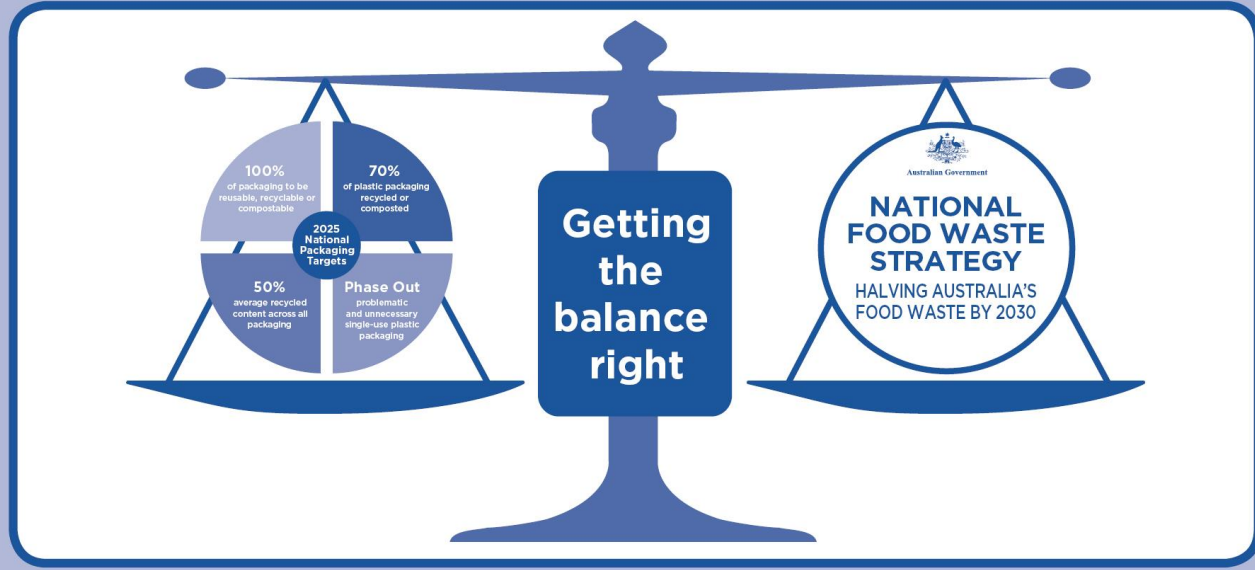 100%
of packaging to be
reusable, recyclable or
compostable
70%
of plastic packaging
recycled or
composted
2025
National
Packaging
Targets
50%
average recycled
content across all
packaging
Phase Out
problematic
and unnecessary
single-use plastic
packaging
Getting
the
balance
right
Australian Government
NATIONAL
FOOD WASTE
STRATEGY
HALVING AUSTRALIA'S
FOOD WASTE BY 2030